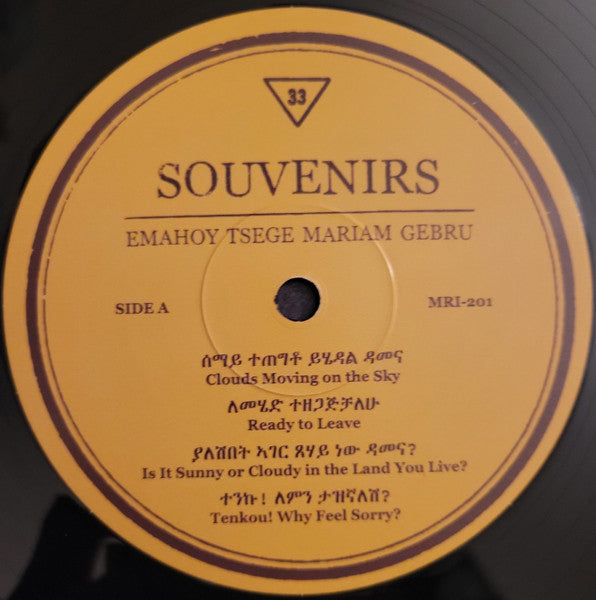 33
SOUVENIRS
EMAHOY TSEGE MARIAM GEBRU
SIDE A
MRI-201
ሰማይ ተጠግቶ ይሄዳል ዳመና
Clouds Moving on the Sky
ለመሄድ ተዘጋጅቻለሁ
Ready to Leave
ያለሽበት ኣገር ጸሃይ ነው ዳመና?
Is It Sunny or Cloudy in the Land You Live?
ተንኩ! ለምን ታዝኛለሽ?
Tenkou! Why Feel Sorry?